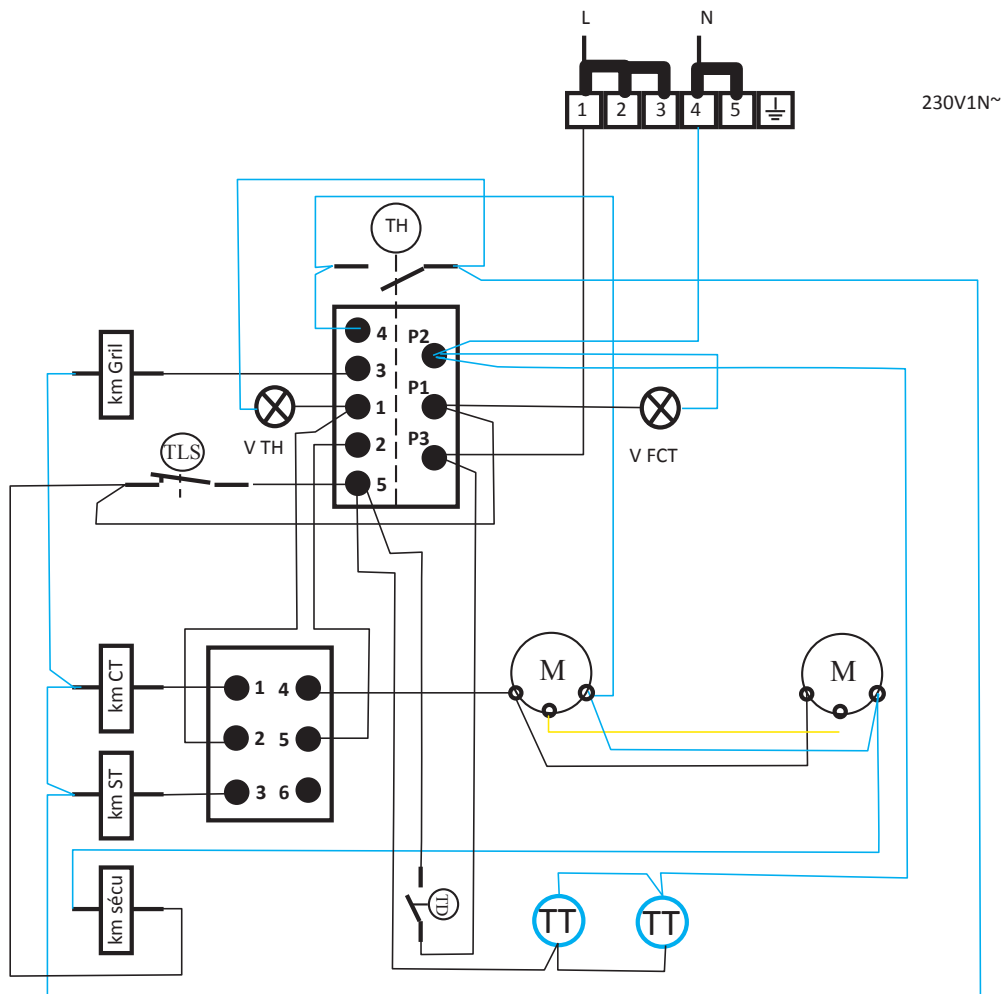 L N
1 2 3 4 5
230V1N~
TH
4 P2
km Gril
3
1 P1
V TH
2 P3
V FCT
TLS
5
M M
km CT
1 4
2 5
km ST
3 6
km sécu
TD
TT TT